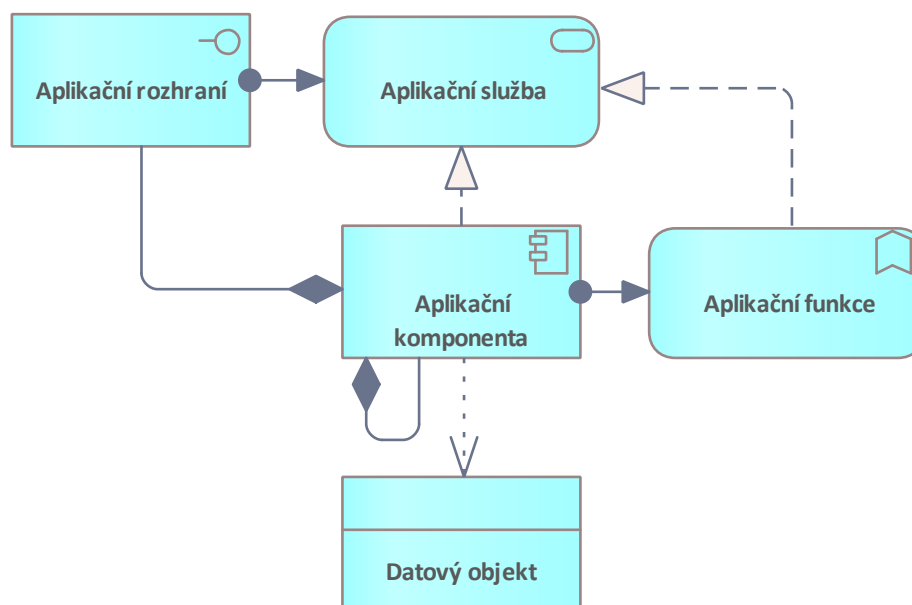 Aplikační rozhraní
Aplikační služba
Aplikační
komponenta
Aplikační funkce
Datový objekt